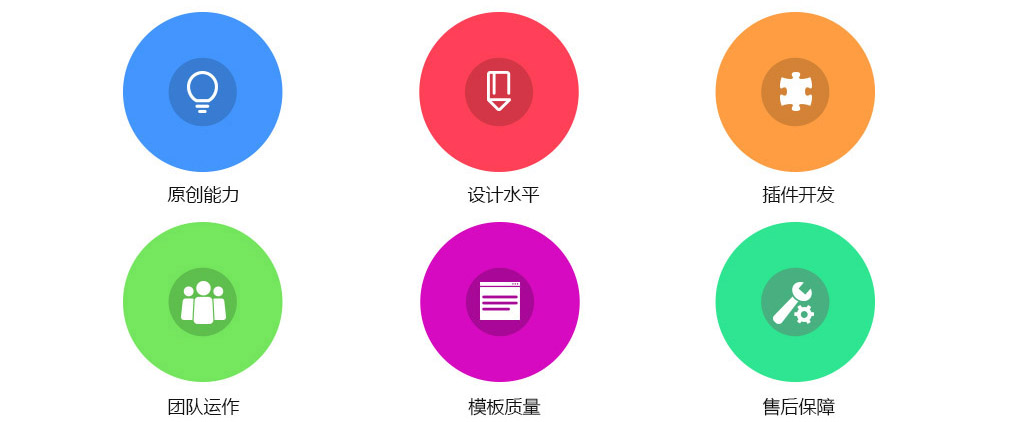 原创能力
设计水平
插件开发
团队运作
模板质量
售后保障